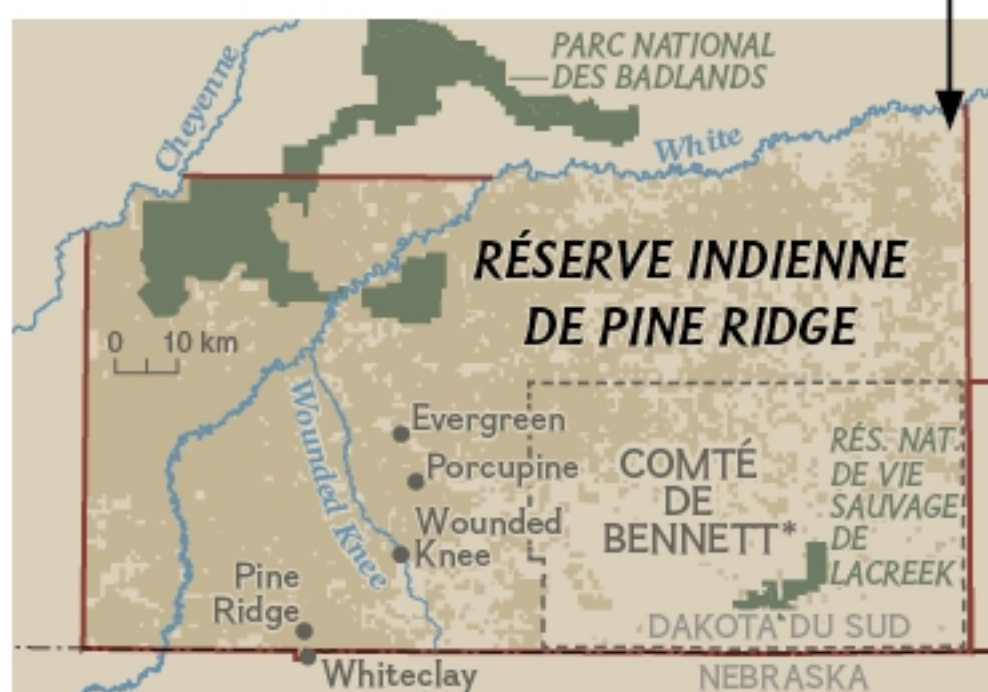 PARC NATIONAL
DES BADLANDS
Cheyenne
White
RÉSERVE INDIENNE
DE PINE RIDGE
0 10 km
Wounded Knee
Evergreen
Porcupine
Wounded
Knee
COMTÉ
DE
BENNETT*
RÉS. NAT.
DE VIE
SAUVAGE
DE
LACREEK
Pine
Ridge
DAKOTA DU SUD
Whiteclay
NEBRASKA